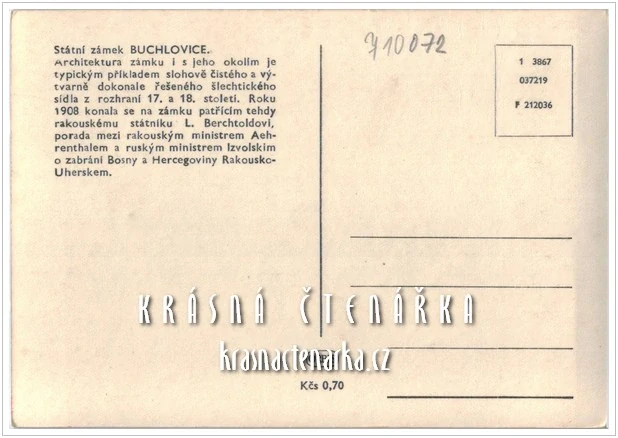 Státní zámek BUCHLOVICE.
Architektura zámku i s jeho okolím je
typickým příkladem slohově čistého a vý-
tvarně dokonale řešeného šlechtického
sídla z rozhraní 17. a 18. století. Roku
1908 konala se na zámku patřícím tehdy
rakouskému státníku L. Berchtoldovi,
porada mezi rakouským ministrem Aeh-
renthalem a ruským ministrem Izvolsim
o zabrání Bosny a Hercegoviny Rakousko-
Uherskem.
710072
1 3867
037219
F 212036
KRÁSNÁ ČTENÁŘKA
krasnactenarka.cz
Kčs 0,70